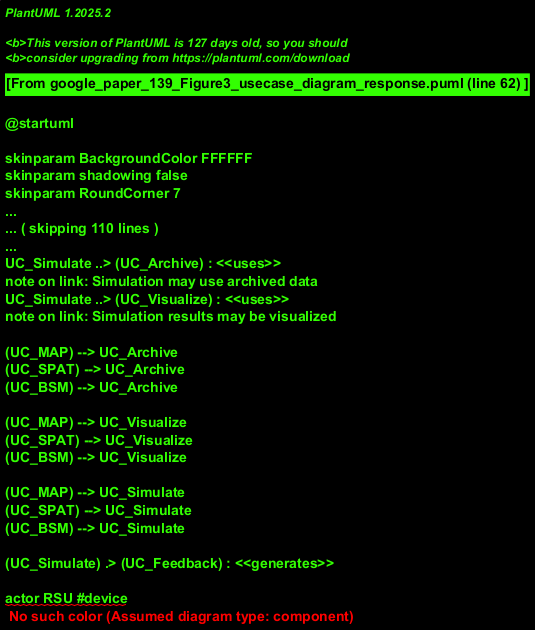 PlantUML 1.2025.2
<b>This version of PlantUML is 127 days old, so you should
<b>consider upgrading from https://plantuml.com/download
[From google_paper_139_Figure3_usecase_diagram_response.puml (line 62) ]
@startuml
skinparam BackgroundColor FFFFFF
skinparam shadowing false
skinparam RoundCorner 7
...
... ( skipping 110 lines )
...
UC_Simulate ..> (UC_Archive) : <<uses>>
note on link: Simulation may use archived data
UC_Simulate ..> (UC_Visualize) : <<uses>>
note on link: Simulation results may be visualized
(UC_MAP) --> UC_Archive
(UC_SPAT) --> UC_Archive
(UC_BSM) --> UC_Archive
(UC_MAP) --> UC_Visualize
(UC_SPAT) --> UC_Visualize
(UC_BSM) --> UC_Visualize
(UC_MAP) --> UC_Simulate
(UC_SPAT) --> UC_Simulate
(UC_BSM) --> UC_Simulate
(UC_Simulate) .> (UC_Feedback) : <<generates>>
actor RSU #device
No such color (Assumed diagram type: component)